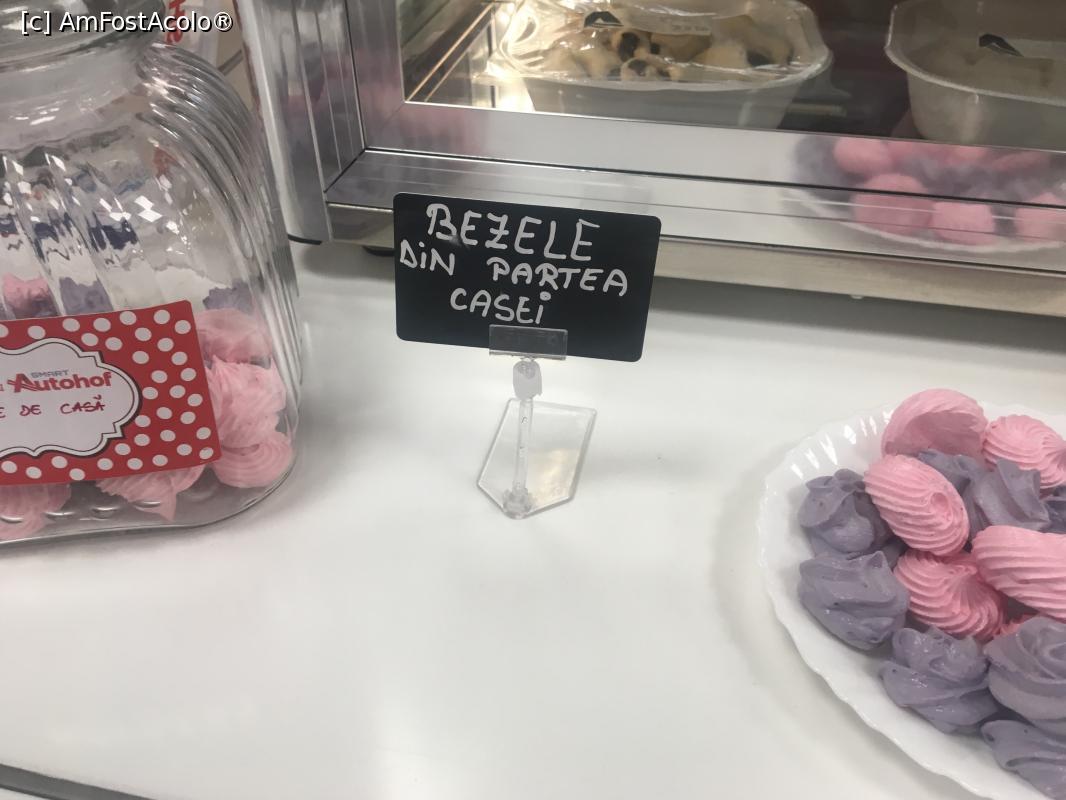 [c] AmFostAcolo®
BEZELE
DIN PARTEA
CASEI
SMART
Autohof
E DE CASĂ